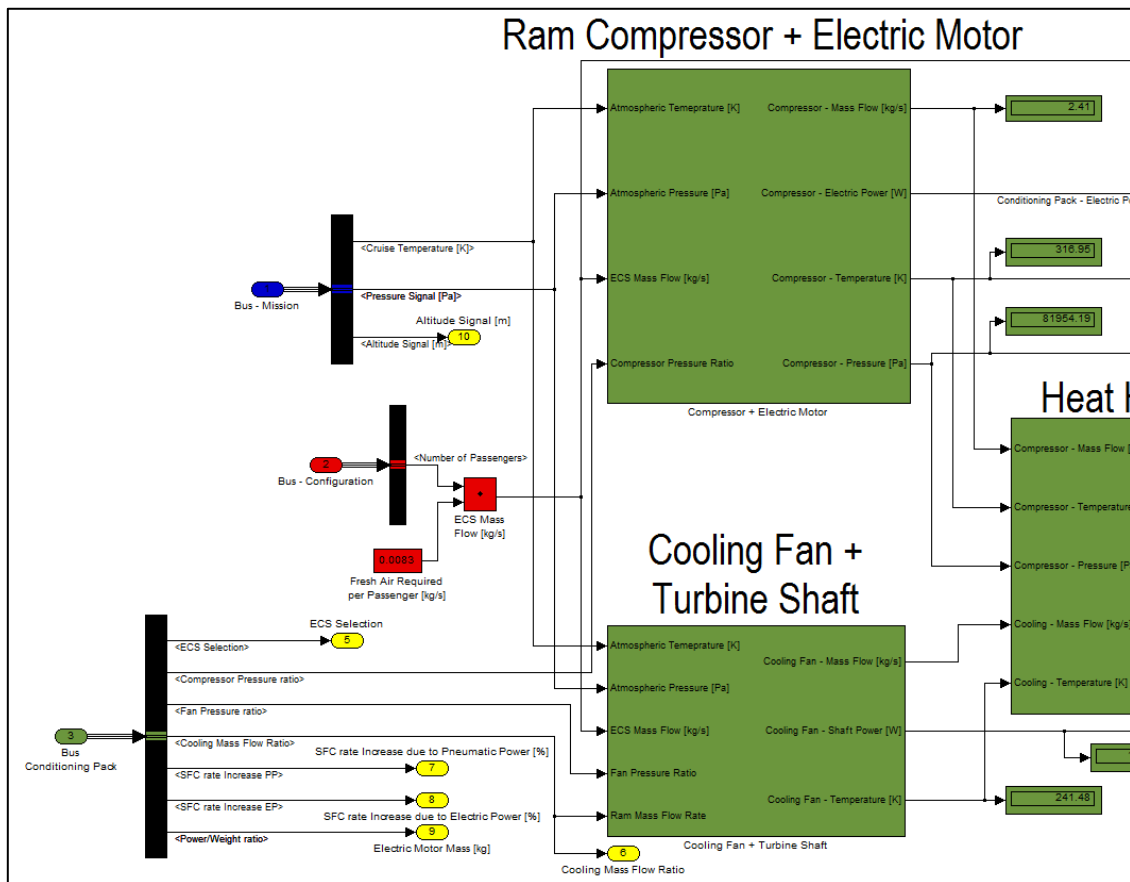 Ram Compressor + Electric Motor
Atmospheric Temeprature [K]
Compressor - Mass Flow [kg/s]
2.41
Atmospheric Pressure [Pa]
Compressor - Electric Power [W]
Conditioning Pack - Electric Po
316.95
ECS Mass Flow [kg/s]
Compressor - Temperature [K]
81954.19
Compressor Pressure Ratio
Compressor - Pressure [Pa]
Compressor + Electric Motor
<Cruise Temperature [K]>
Bus - Mission
<Pressure Signal [Pa]>
Altitude Signal [m]
10
<Altitude Signal [m]>
2
Bus - Configuration
<Number of Passengers>
ECS Mass
Flow [kg/s]
0.0083
Fresh Air Required
per Passenger [kg/s]
Heat
Compressor - Mass Flow
Compressor - Temperature
Compressor - Pressure [P
Cooling - Mass Flow [kg/s]
Cooling - Temperature [K]
Cooling Fan +
Turbine Shaft
Atmospheric Temeprature [K]
Cooling Fan - Mass Flow [kg/s]
Atmospheric Pressure [Pa]
ECS Mass Flow [kg/s]
Cooling Fan - Shaft Power [W]
Fan Pressure Ratio
Cooling Fan - Temperature [K]
241.48
Ram Mass Flow Rate
Cooling Fan + Turbine Shaft
ECS Selection
5
<ECS Selection>
<Compressor Pressure ratio>
<Fan Pressure ratio>
3
Bus
Conditioning Pack
<Cooling Mass Flow Ratio>
SFC rate Increase due to Pneumatic Power [%]
7
<SFC rate Increase PP>
8
<SFC rate Increase EP>
SFC rate Increase due to Electric Power [%]
9
<Power/Weight ratio>
Electric Motor Mass [kg]
6
Cooling Mass Flow Ratio